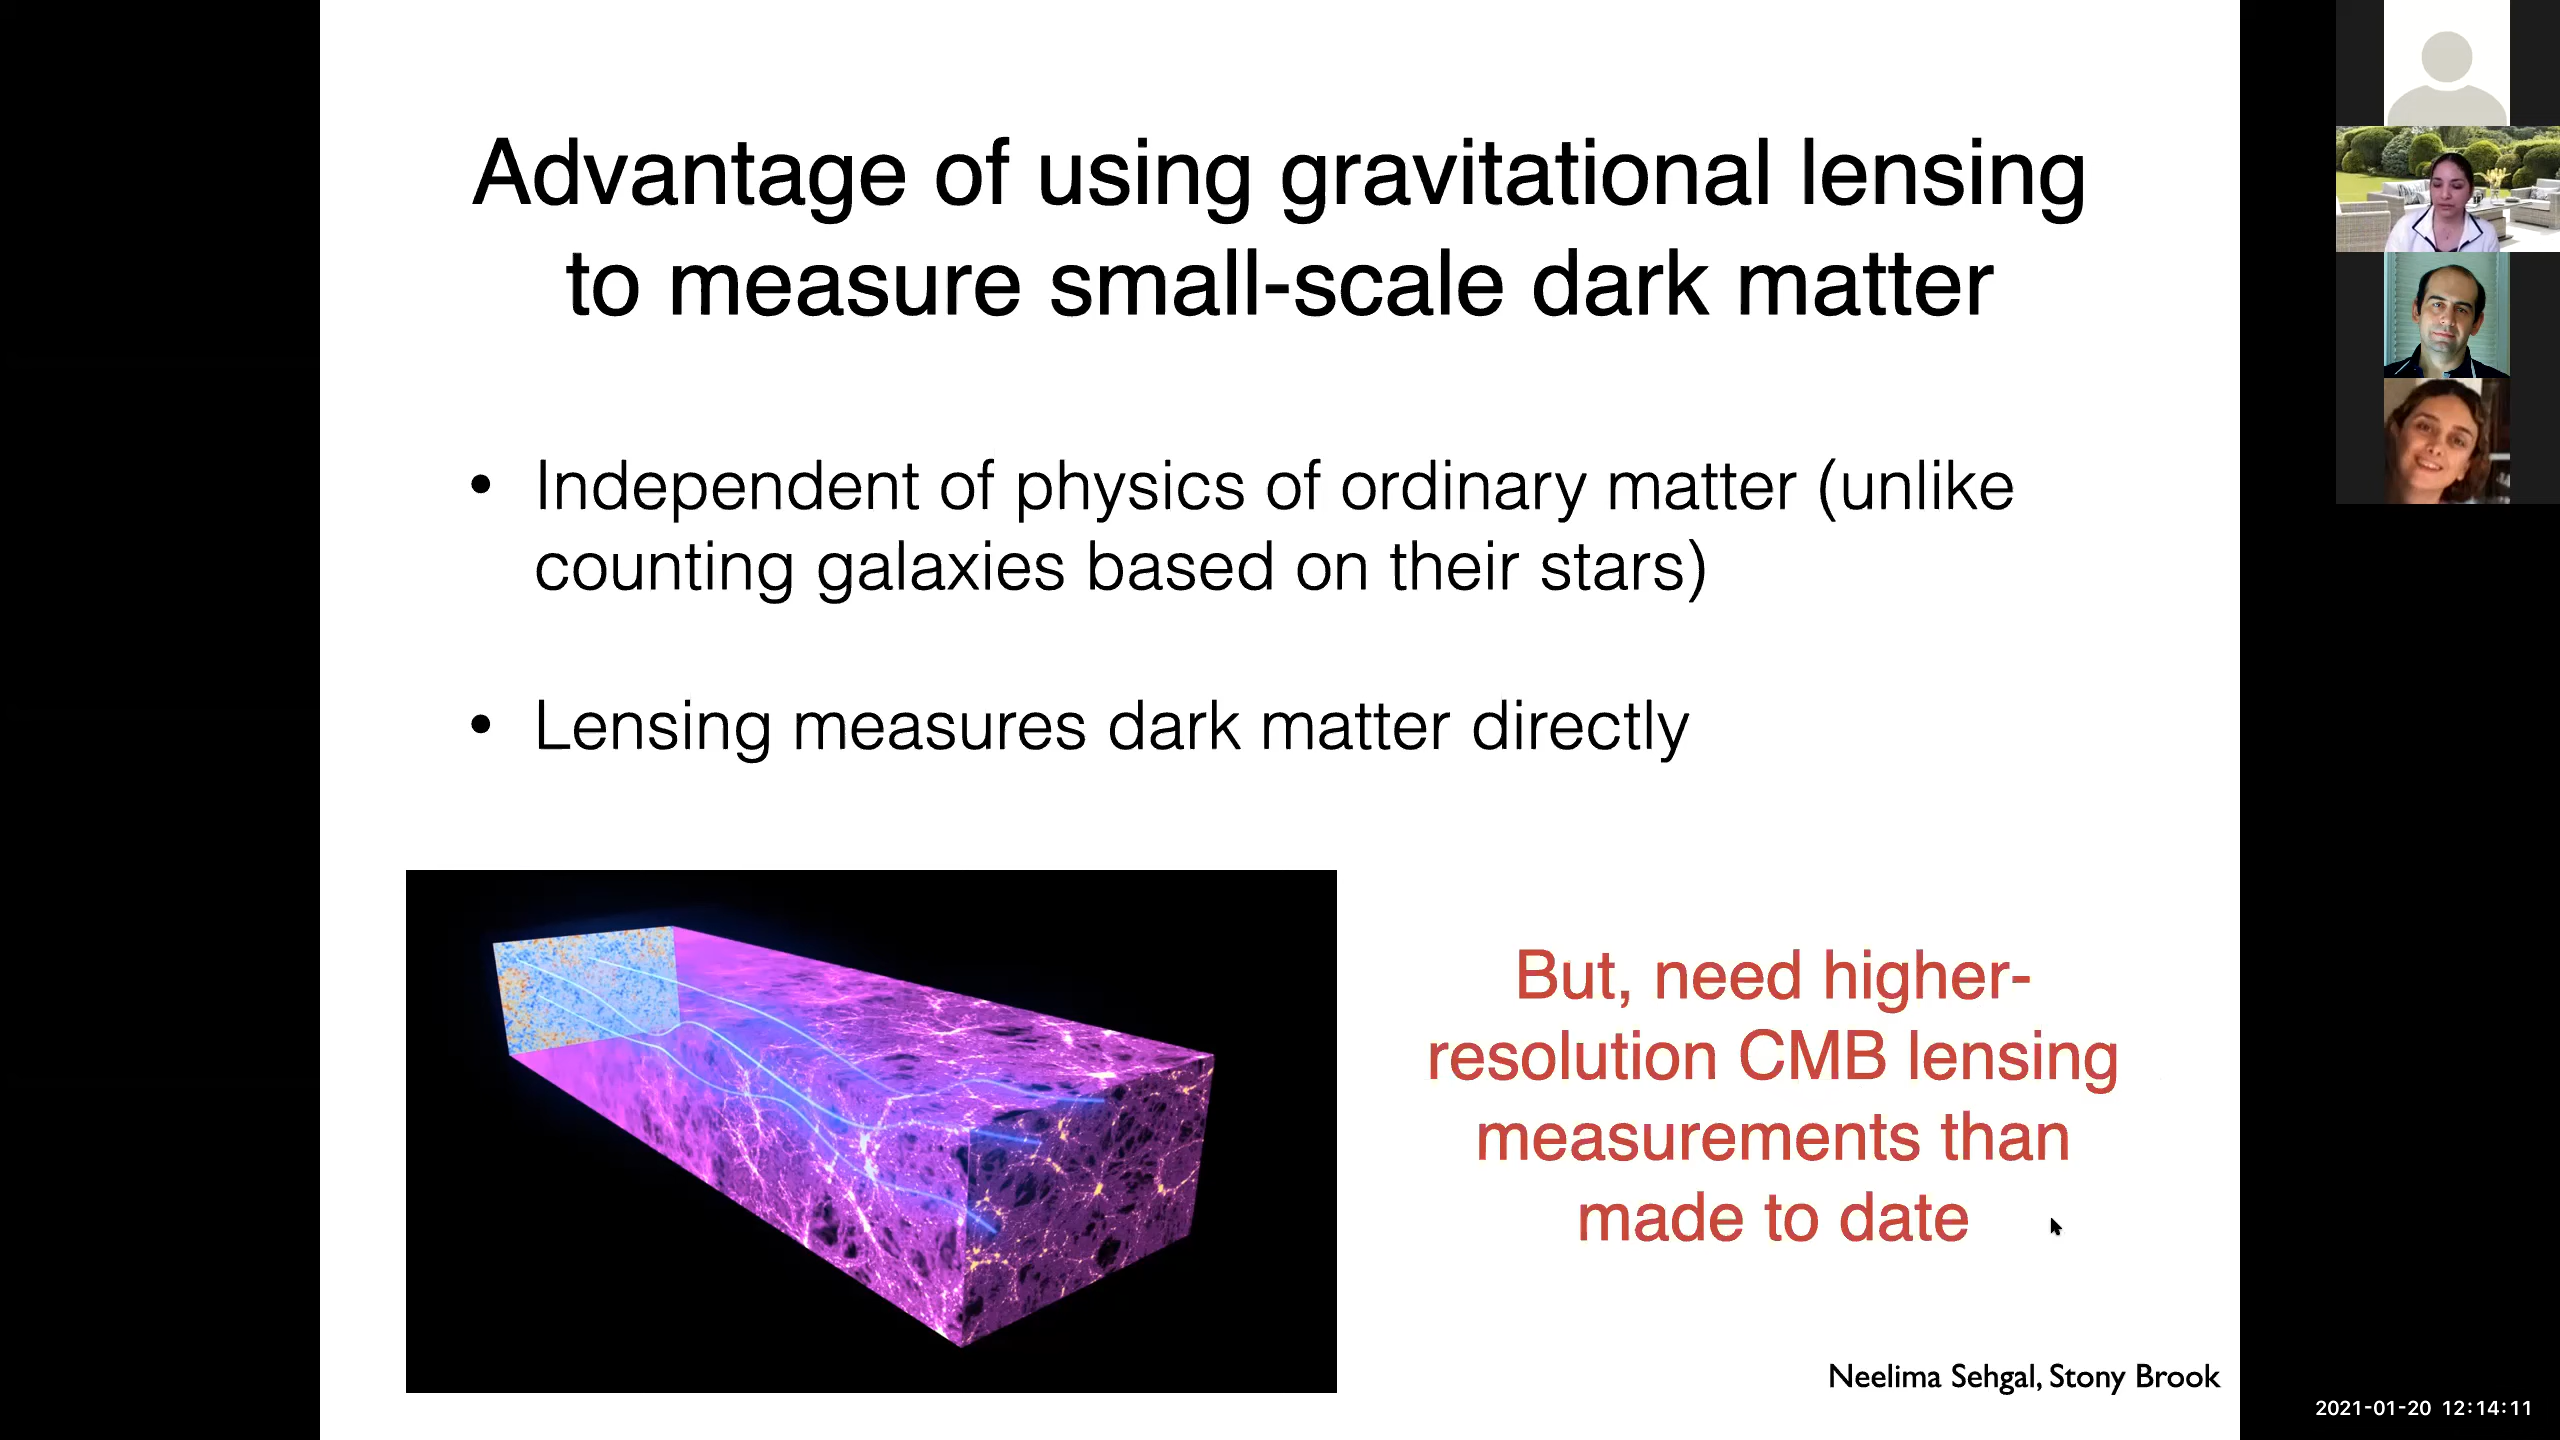 Advantage of using gravitational lensing
to measure small-scale dark matter
• Independent of physics of ordinary matter (unlike
counting galaxies based on their stars)
• Lensing measures dark matter directly
But, need higher-
resolution CMB lensing
measurements than
made to date
Neelima Sehgal, Stony Brook
2021-01-20 12:14:11